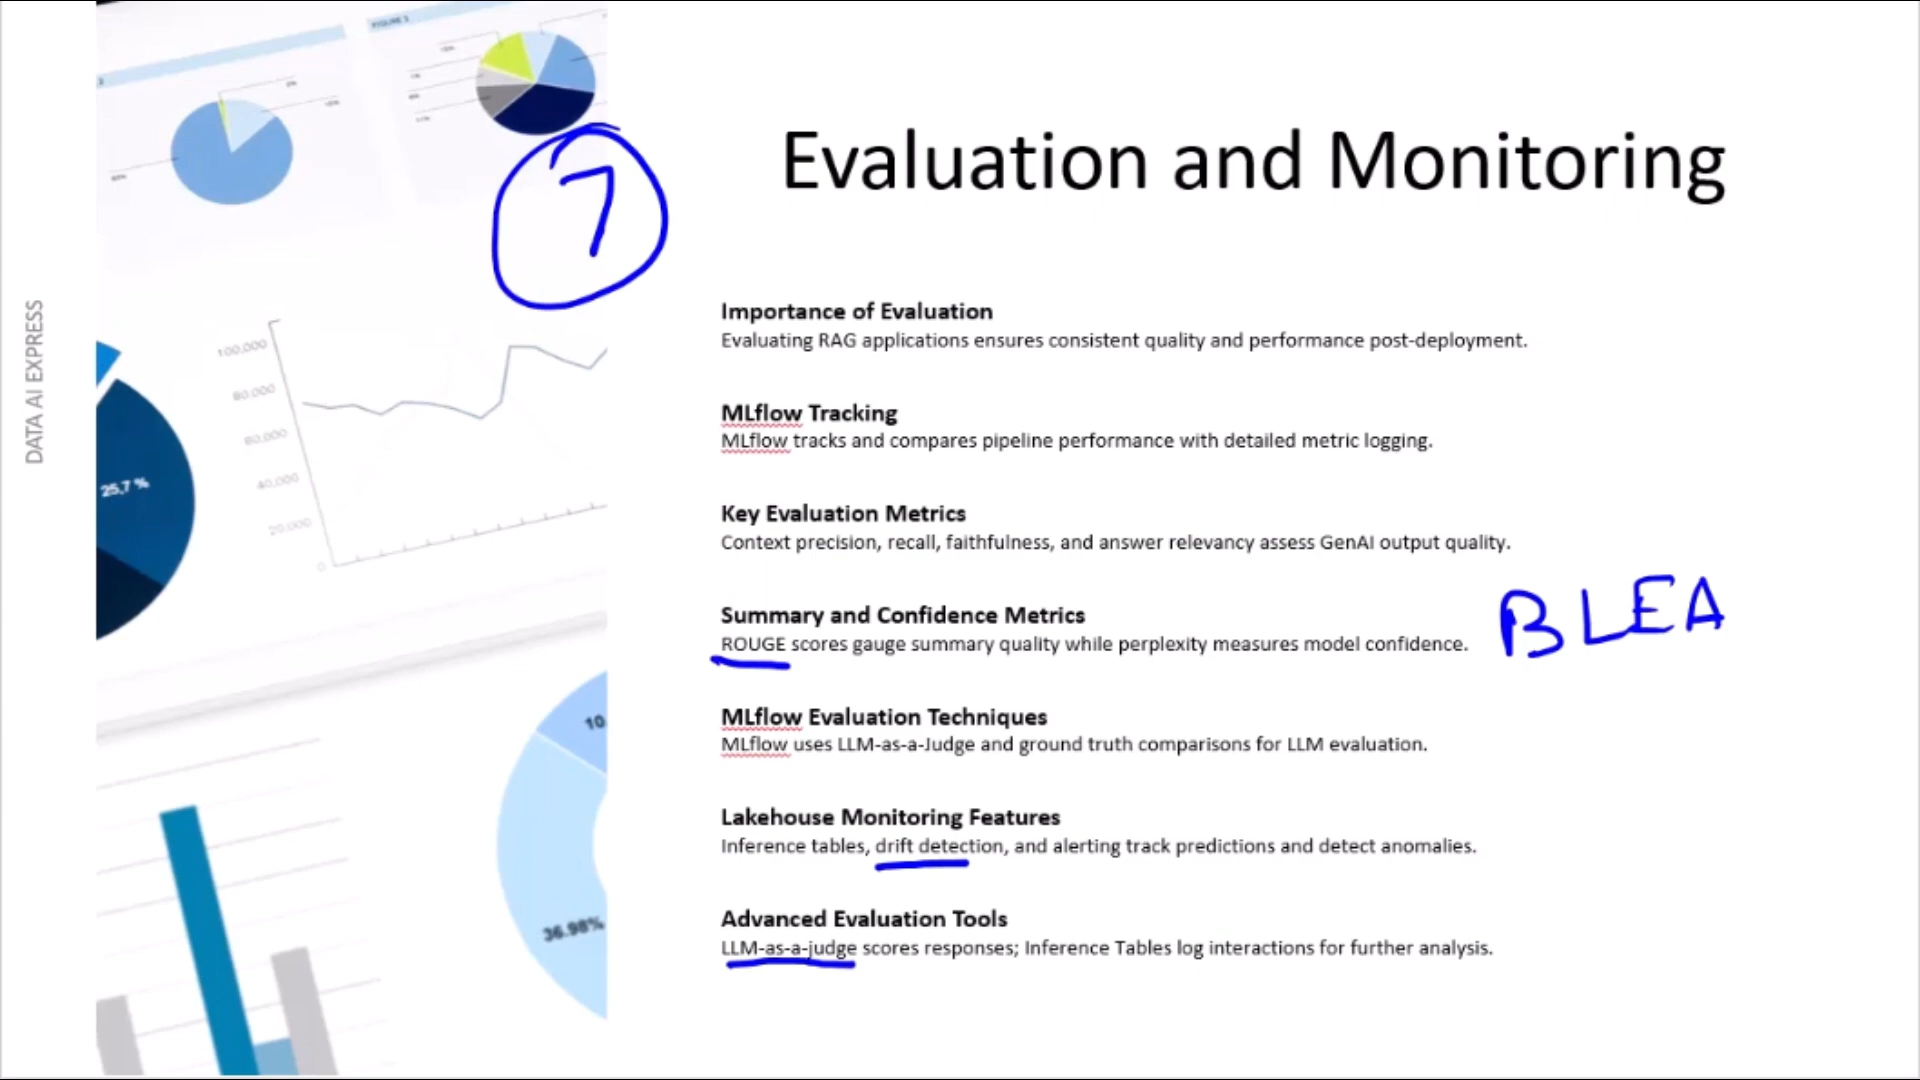 FIGURE 2
7
DATA AI EXPRESS
100,000
80,000
60,000
40,000
20,000
0
25,7 %
36.98%
Evaluation and Monitoring
Importance of Evaluation
Evaluating RAG applications ensures consistent quality and performance post-deployment.
MLflow Tracking
MLflow tracks and compares pipeline performance with detailed metric logging.
Key Evaluation Metrics
Context precision, recall, faithfulness, and answer relevancy assess GenAI output quality.
Summary and Confidence Metrics
ROUGE scores gauge summary quality while perplexity measures model confidence.
BLEA
MLflow Evaluation Techniques
MLflow uses LLM-as-a-Judge and ground truth comparisons for LLM evaluation.
Lakehouse Monitoring Features
Inference tables, drift detection, and alerting track predictions and detect anomalies.
Advanced Evaluation Tools
LLM-as-a-judge scores responses; Inference Tables log interactions for further analysis.